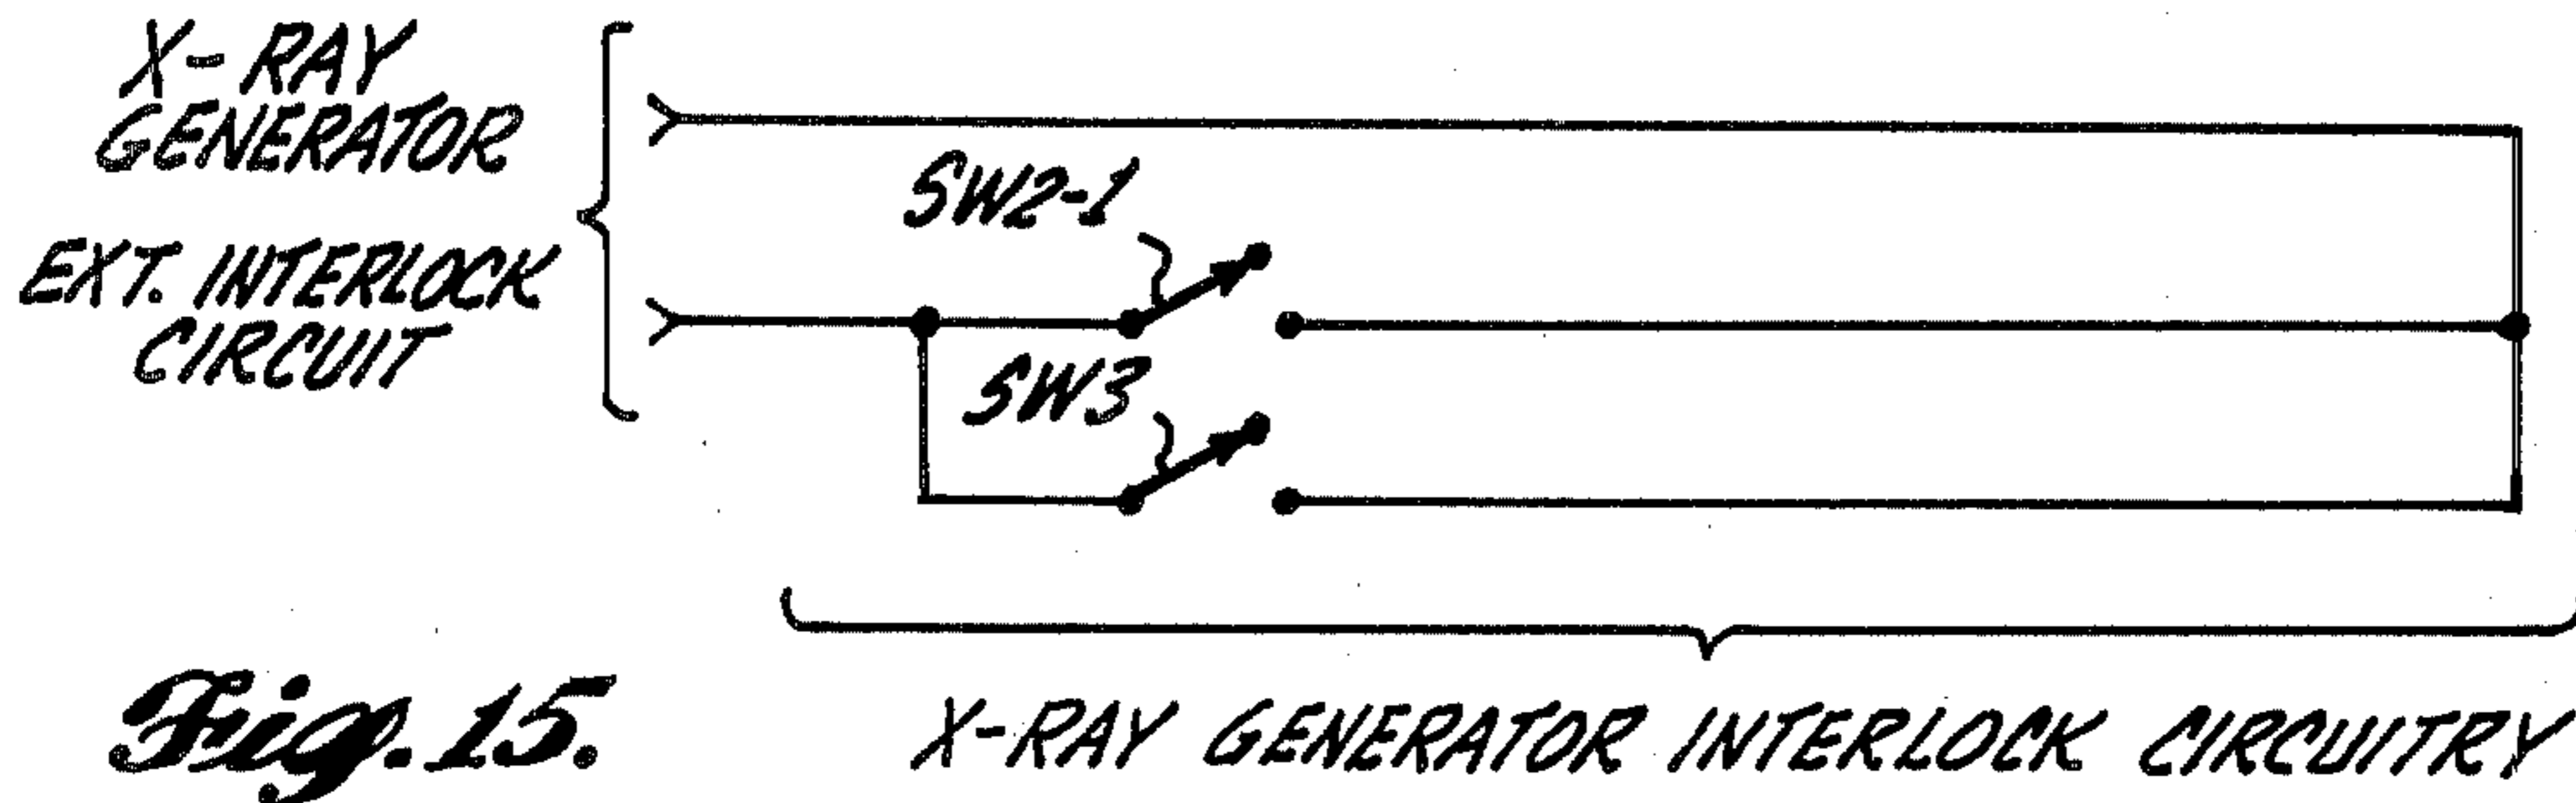 X-RAY
GENERATOR
EXT. INTERLOCK
CIRCUIT
SW2-1
SW3
X-RAY GENERATOR INTERLOCK CIRCUITRY
Fig. 15.